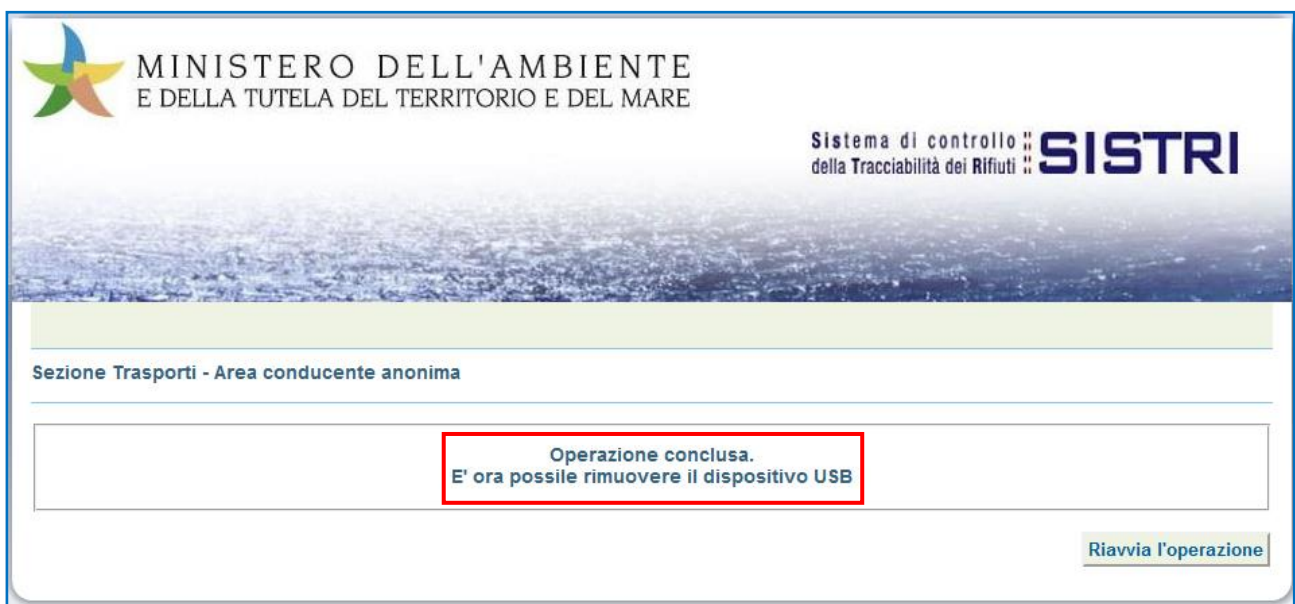 MINISTERO DELL'AMBIENTE
E DELLA TUTELA DEL TERRITORIO E DEL MARE
Sistema di controllo
della Tracciabilità dei Rifiuti
SISTRI
Sezione Trasporti - Area conducente anonima
Operazione conclusa.
E' ora possile rimuovere il dispositivo USB
Riavvia l'operazione